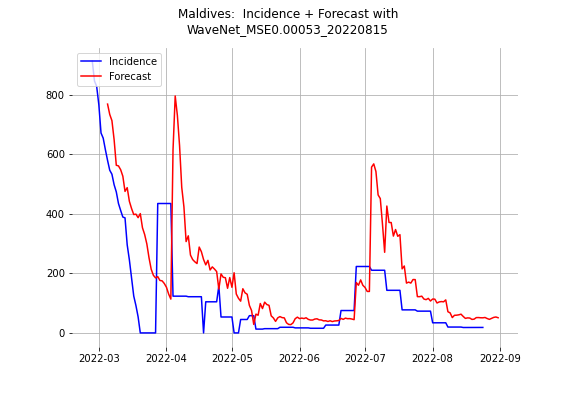 Maldives:  Incidence + Forecast with
WaveNet_MSE0.00053_20220815
Incidence
Forecast
800
600
400
200
0
2022-03 2022-04 2022-05 2022-06 2022-07 2022-08 2022-09